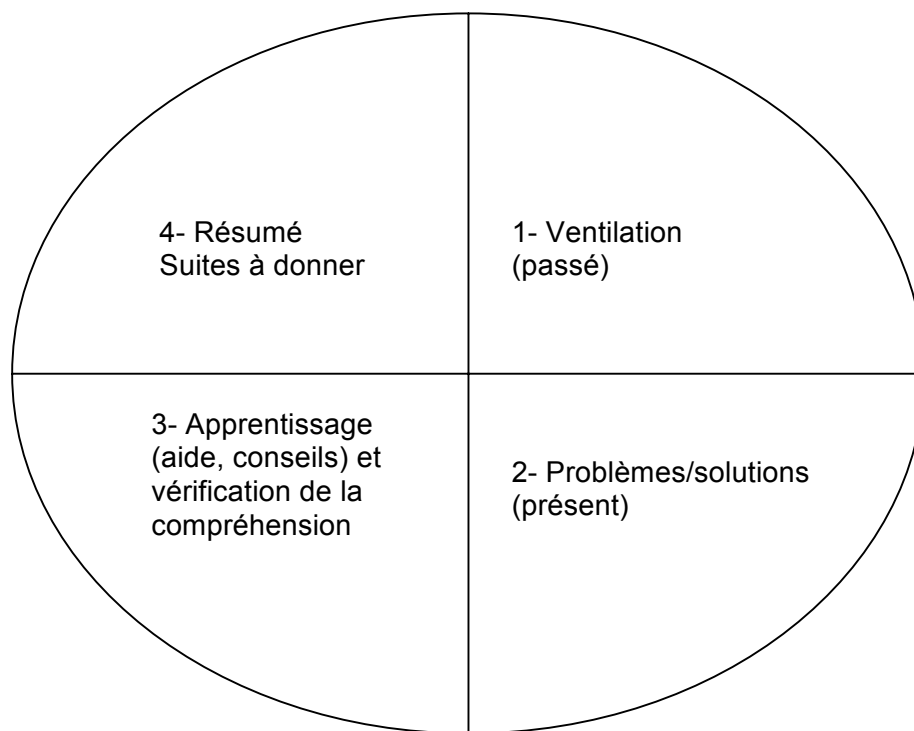 4- Résumé
Suites à donner
1- Ventilation
(passé)
3- Apprentissage
(aide, conseils) et
vérification de la
compréhension
2- Problèmes/solutions
(présent)